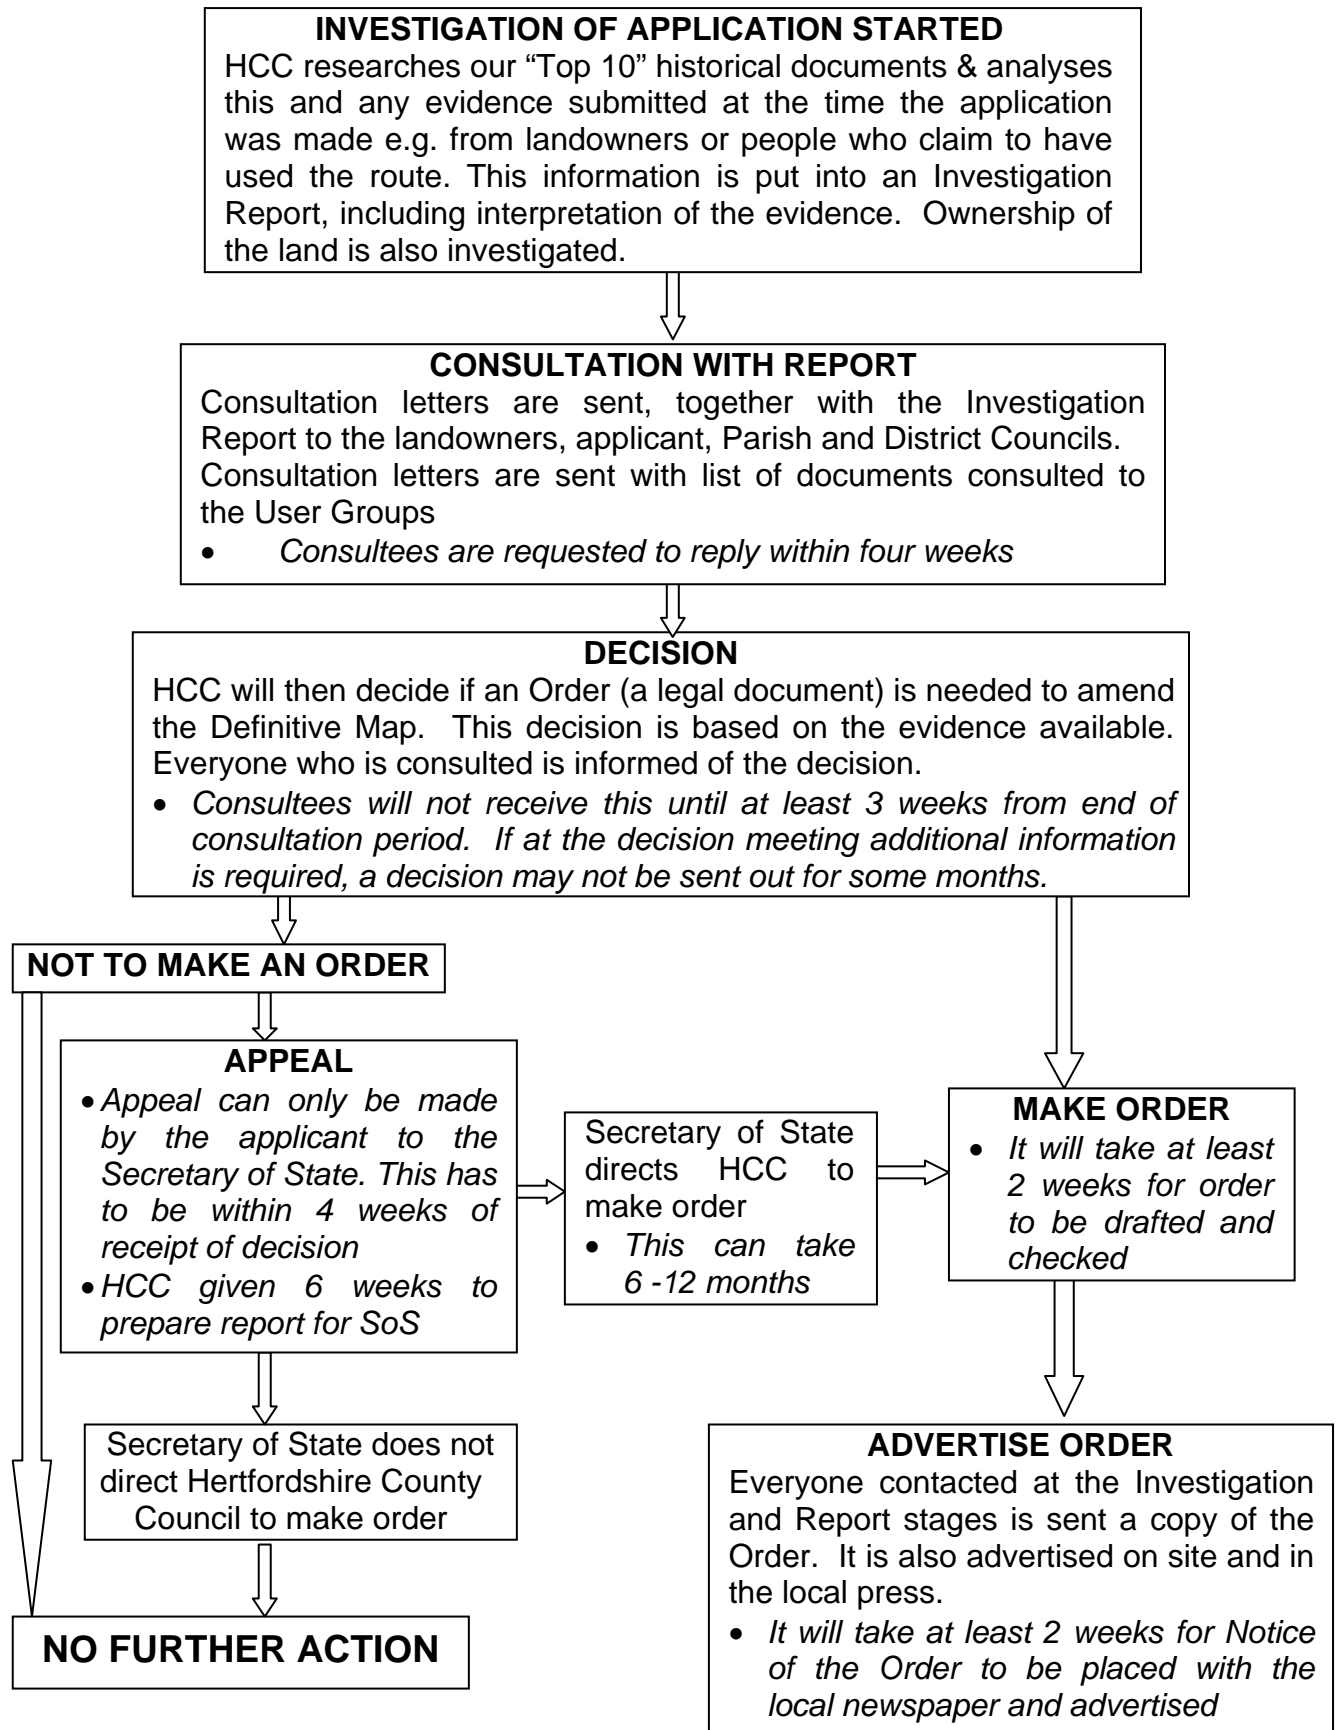 INVESTIGATION OF APPLICATION STARTED
HCC researches our “Top 10” historical documents & analyses
this and any evidence submitted at the time the application
was made e.g. from landowners or people who claim to have
used the route. This information is put into an Investigation
Report, including interpretation of the evidence. Ownership of
the land is also investigated.
CONSULTATION WITH REPORT
Consultation letters are sent, together with the Investigation
Report to the landowners, applicant, Parish and District Councils.
Consultation letters are sent with list of documents consulted to
the User Groups
• Consultees are requested to reply within four weeks
DECISION
HCC will then decide if an Order (a legal document) is needed to amend
the Definitive Map. This decision is based on the evidence available.
Everyone who is consulted is informed of the decision.
• Consultees will not receive this until at least 3 weeks from end of
consultation period. If at the decision meeting additional information
is required, a decision may not be sent out for some months.
NOT TO MAKE AN ORDER
APPEAL
• Appeal can only be made
by the applicant to the
Secretary of State. This has
to be within 4 weeks of
receipt of decision
• HCC given 6 weeks to
prepare report for SoS
Secretary of State
directs HCC to
make order
• This can take
6 -12 months
MAKE ORDER
• It will take at least
2 weeks for order
to be drafted and
checked
Secretary of State does not
direct Hertfordshire County
Council to make order
NO FURTHER ACTION
ADVERTISE ORDER
Everyone contacted at the Investigation
and Report stages is sent a copy of the
Order. It is also advertised on site and in
the local press.
• It will take at least 2 weeks for Notice
of the Order to be placed with the
local newspaper and advertised